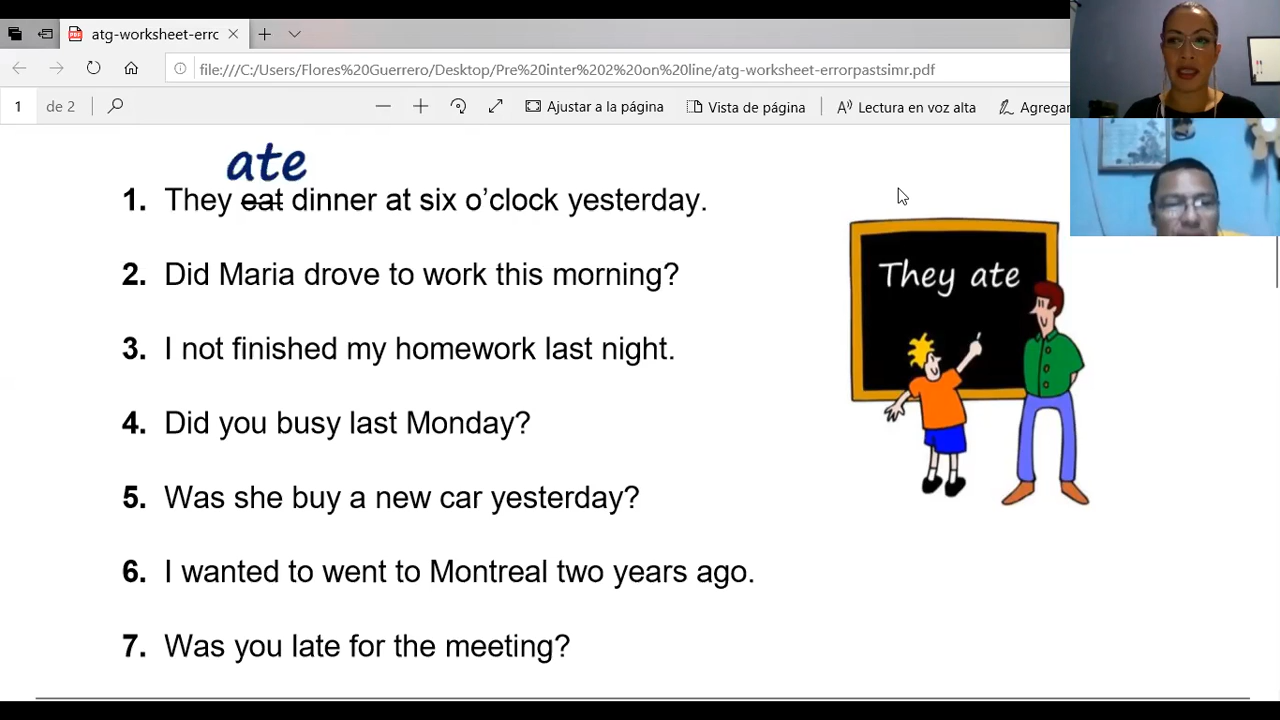 atg-worksheet-errc
file:///C:/Users/Flores%20Guerrero/Desktop/Pre%20inter%202%20on%20line/atg-worksheet-errorpastsimr.pdf
1 de 2 Ajustar a la página Vista de página Lectura en voz alta Agregar
ate
1. They eat dinner at six o’clock yesterday.
They ate
2. Did Maria drove to work this morning?
3. I not finished my homework last night.
4. Did you busy last Monday?
5. Was she buy a new car yesterday?
6. I wanted to went to Montreal two years ago.
7. Was you late for the meeting?